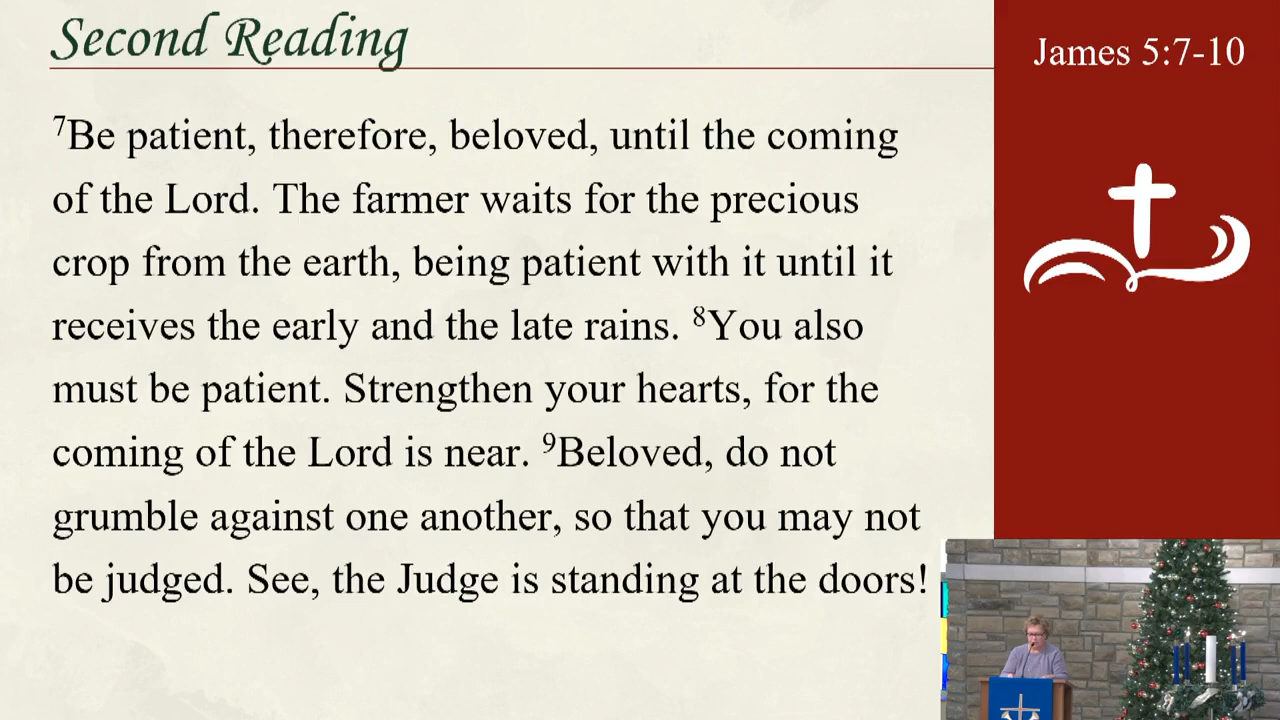 Second Reading
James 5:7-10
⁷Be patient, therefore, beloved, until the coming
of the Lord. The farmer waits for the precious
crop from the earth, being patient with it until it
receives the early and the late rains. ⁸You also
must be patient. Strengthen your hearts, for the
coming of the Lord is near. ⁹Beloved, do not
grumble against one another, so that you may not
be judged. See, the Judge is standing at the doors!